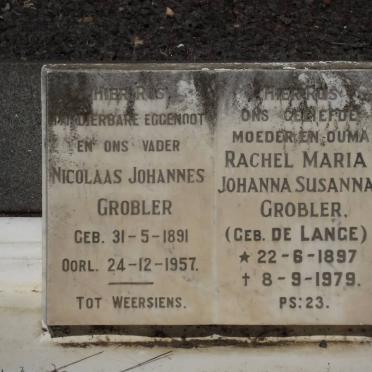 HIER RUS
MY DIERBARE EGGENOOT
EN ONS VADER
NICOLAAS JOHANNES
GROBLER
GEB. 31-5-1891
OORL. 24-12-1957.
TOT WEERSIENS.
HIER RUS
ONS GELIEFDE
MOEDER EN OUMA
RACHEL MARIA
JOHANNA SUSANNA
GROBLER.
(GEB. DE LANGE)
★ 22-6-1897
† 8-9-1979.
PS:23.